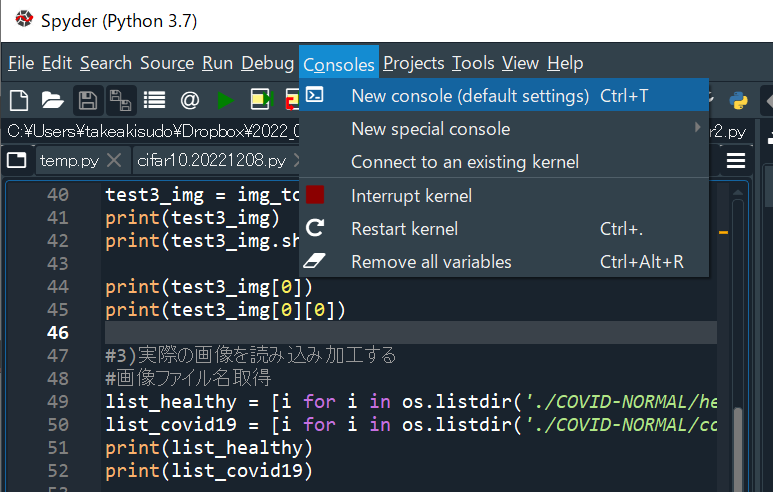 Spyder (Python 3.7)
File Edit Search Source Run Debug Consoles Projects Tools View Help
New console (default settings) Ctrl+T
C:¥Users¥takeakisudo¥Dropbox¥2022_0
New special console
r2.py
temp.py cifar10.20221208.py
Connect to an existing kernel
Interrupt kernel
Restart kernel Ctrl+.
Remove all variables Ctrl+Alt+R
40 test3_img = img_to
41 print(test3_img)
42 print(test3_img.sh
43
44 print(test3_img[0])
45 print(test3_img[0][0])
46
47 #3)実際の画像を読み込み加工する
48 #画像ファイル名取得
49 list_healthy = [i for i in os.listdir('./COVID-NORMAL/he
50 list_covid19 = [i for i in os.listdir('./COVID-NORMAL/co
51 print(list_healthy)
52 print(list_covid19)